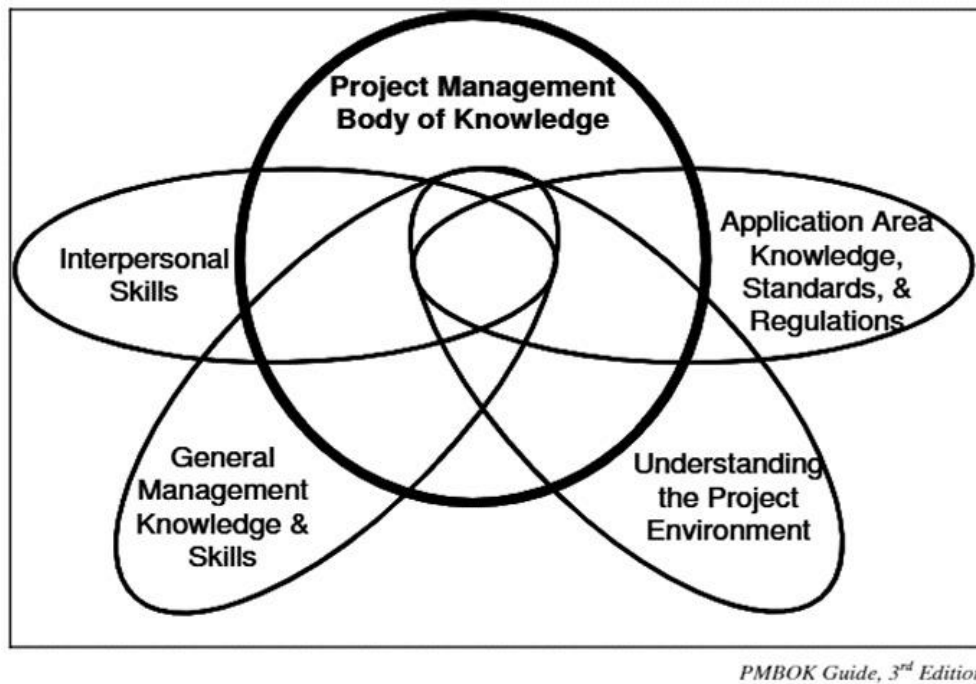 Project Management
Body of Knowledge
Interpersonal
Skills
Application Area
Knowledge,
Standards, &
Regulations
General
Management
Knowledge &
Skills
Understanding
the Project
Environment
PMBOK Guide, 3rd Edition